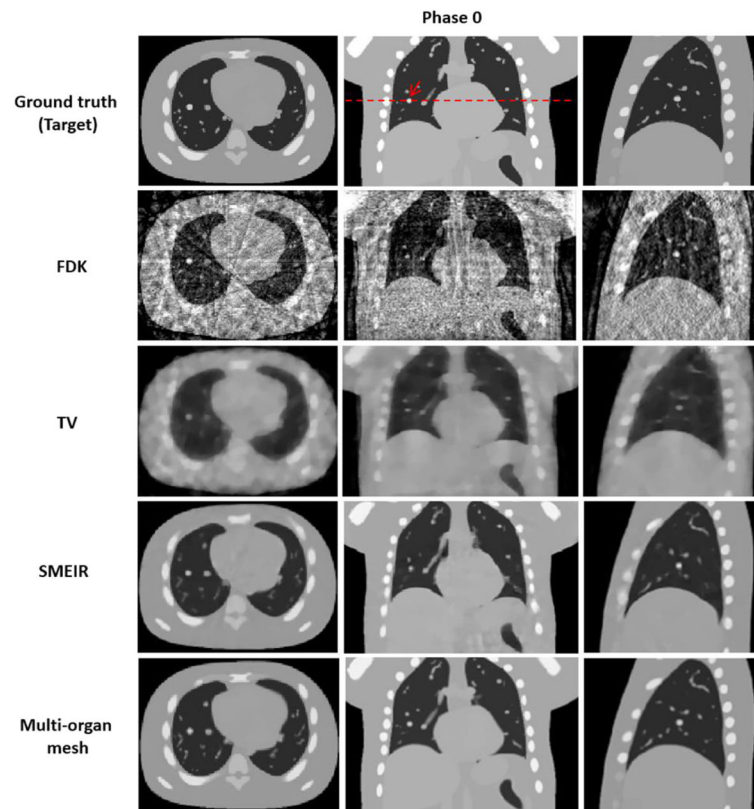 Phase 0
Ground truth
(Target)
FDK
TV
SMEIR
Multi-organ
mesh